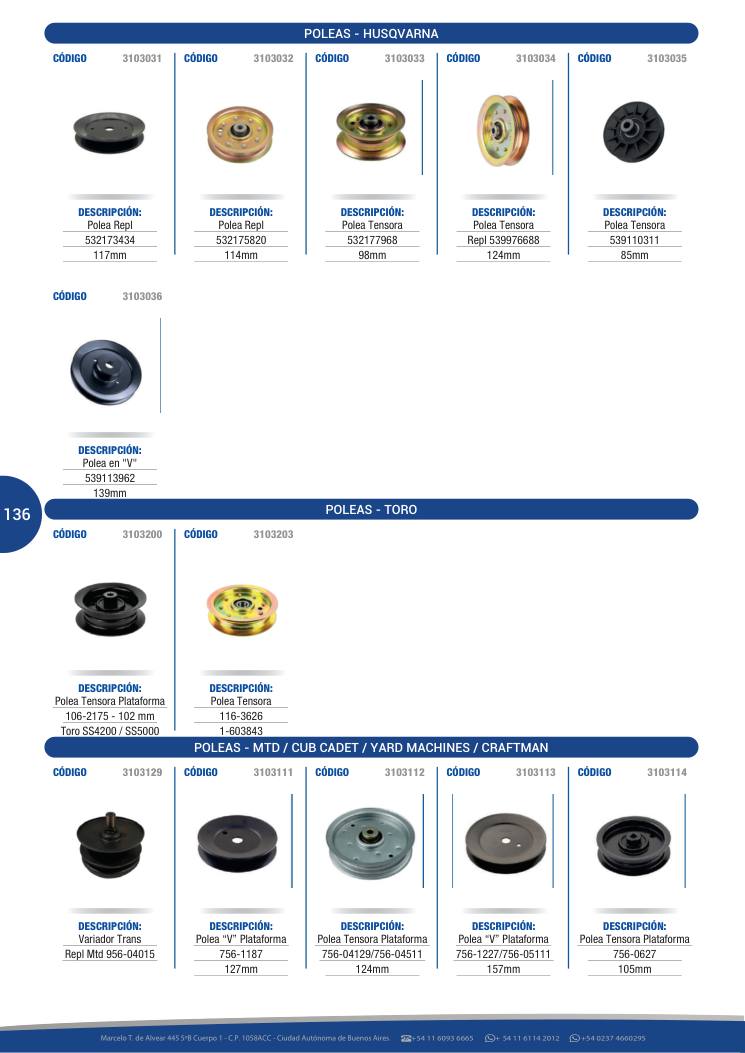 POLEAS - HUSQVARNA
CÓDIGO 3103031
DESCRIPCIÓN:
Polea Repl
532173434
117mm
CÓDIGO 3103032
DESCRIPCIÓN:
Polea Repl
532175820
114mm
CÓDIGO 3103033
DESCRIPCIÓN:
Polea Tensora
532177968
98mm
CÓDIGO 3103034
DESCRIPCIÓN:
Polea Tensora
Repl 539976688
124mm
CÓDIGO 3103035
DESCRIPCIÓN:
Polea Tensora
539110311
85mm
CÓDIGO 3103036
DESCRIPCIÓN:
Polea en "V"
539113962
139mm
136
POLEAS - TORO
CÓDIGO 3103200
DESCRIPCIÓN:
Polea Tensora Plataforma
106-2175 - 102 mm
Toro SS4200 / SS5000
CÓDIGO 3103203
DESCRIPCIÓN:
Polea Tensora
116-3626
1-603843
POLEAS - MTD / CUB CADET / YARD MACHINES / CRAFTMAN
CÓDIGO 3103129
DESCRIPCIÓN:
Variador Trans
Repl Mtd 956-04015
CÓDIGO 3103111
DESCRIPCIÓN:
Polea “V” Plataforma
756-1187
127mm
CÓDIGO 3103112
DESCRIPCIÓN:
Polea Tensora Plataforma
756-04129/756-04511
124mm
CÓDIGO 3103113
DESCRIPCIÓN:
Polea “V” Plataforma
756-1227/756-05111
157mm
CÓDIGO 3103114
DESCRIPCIÓN:
Polea Tensora Plataforma
756-0627
105mm
Marcelo T. de Alvear 445 5ºB Cuerpo 1 - C.P. 1058ACC - Ciudad Autónoma de Buenos Aires. +54 11 6093 6665 + 54 11 6114 2012 +54 0237 4660295